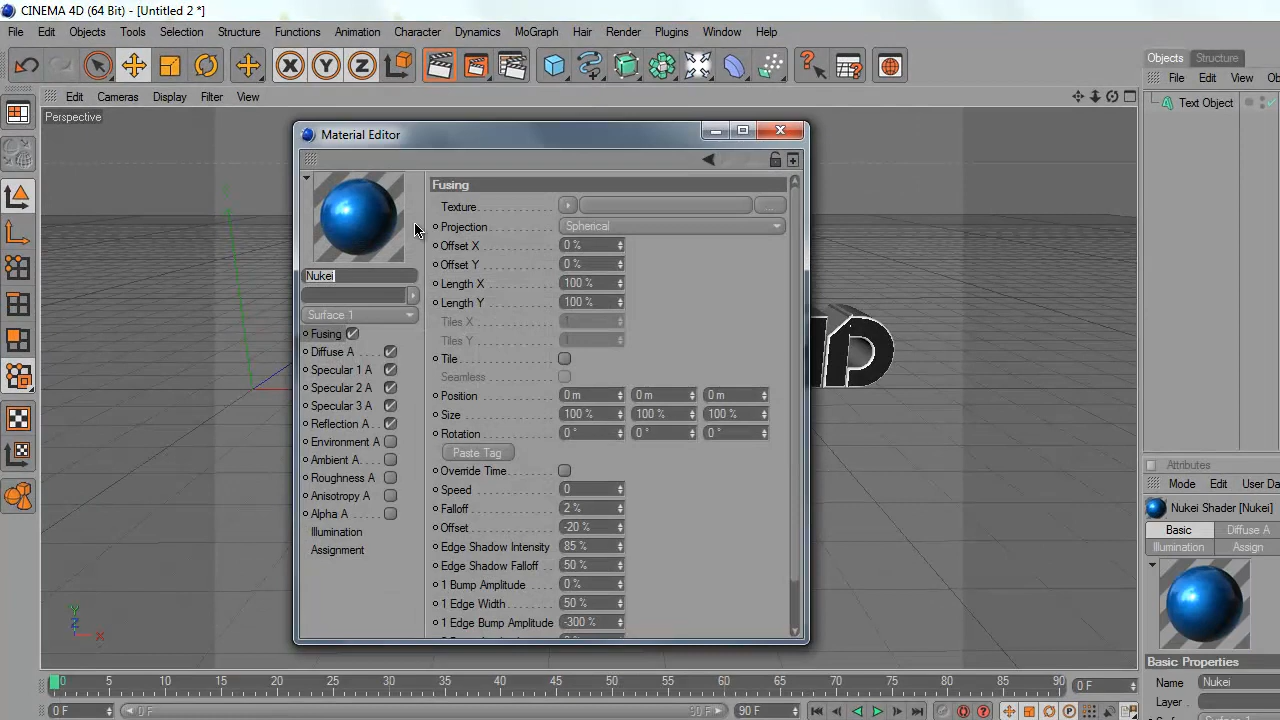 CINEMA 4D (64 Bit) - [Untitled 2 *]
File Edit Objects Tools Selection Functions Animation Character Dynamics MoGraph Hair Render Plugins Window Help
Objects Structure
File Edit View
Edit Cameras Display Filter View
Perspective
Text Object
Material Editor
Fusing
Texture
Projection Spherical
Offset X 0 %
Offset Y 0 %
Length X 100 %
Length Y 100 %
Tiles X 1
Tiles Y 1
Tile
Seamless
Position 0 m 0 m 0 m
Size 100 % 100 % 100 %
Rotation 0 ° 0 ° 0 °
Paste Tag
Override Time
Speed 0
Falloff 2 %
Offset -20 %
Edge Shadow Intensity 85 %
Edge Shadow Falloff 50 %
1 Bump Amplitude 0 %
1 Edge Width 50 %
1 Edge Bump Amplitude -300 %
Nukei
Surface 1
Fusing
Diffuse A
Specular 1 A
Specular 2 A
Specular 3 A
Reflection A
Environment A
Ambient A
Roughness A
Anisotropy A
Alpha A
Illumination
Assignment
Attributes
Mode Edit User Da
Nukei Shader [Nukei]
Basic Diffuse A
Illumination Assign
Basic Properties
Name Nukei
Layer
Y
Z
X
0 5 10 15 20 25 30 35 40 45 50 55 60 65 70 75 80 85 90 0 F
0 F 0 F 90 F 90 F